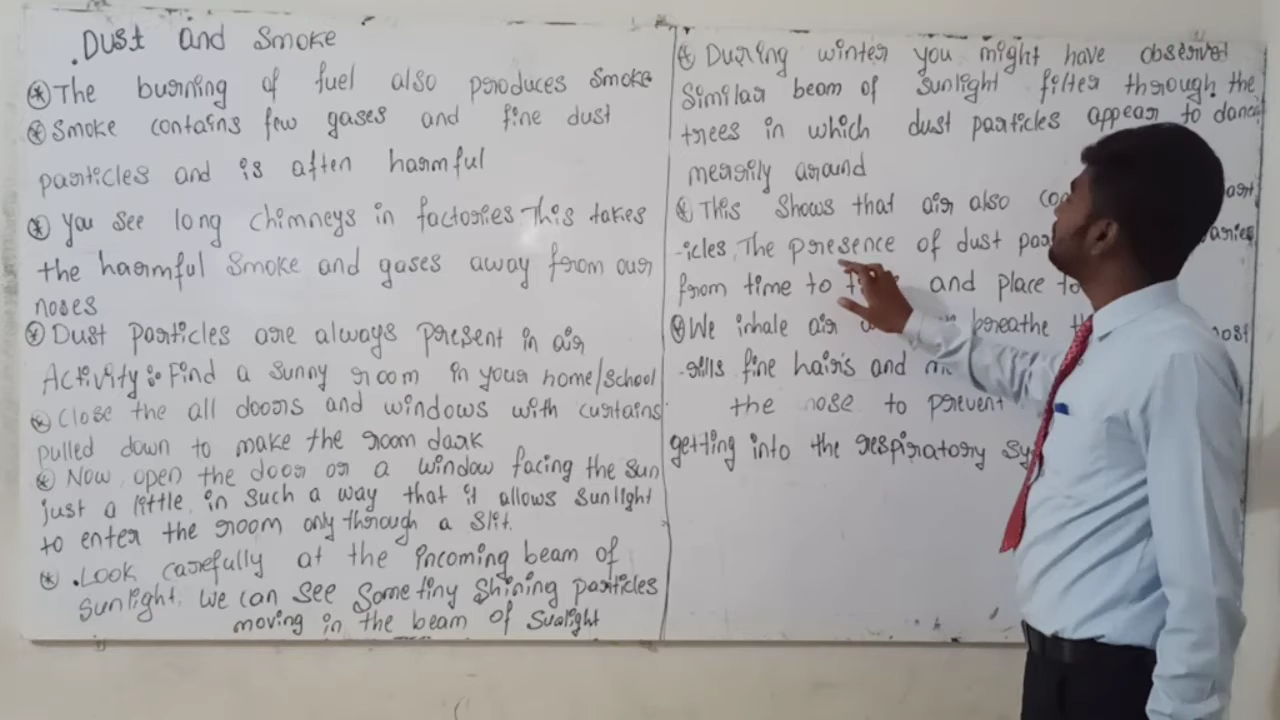 .Dust and Smoke
The burning of fuel also produces smoke
Smoke contains few gases and fine dust
particles and is often harmful
You see long chimneys in factories, This takes
the harmful smoke and gases away from our
noses
Dust particles are always present in air
Activity:- Find a sunny room in your home/school
Close the all doors and windows with curtains
pulled down to make the room dark
Now, open the door or a window facing the sun
just a little, in such a way that it allows sunlight
to enter the room only through a slit.
.Look carefully at the incoming beam of
sunlight. We can see some tiny shining particles
moving in the beam of sualight
During winter you might have observed
Similar beam of sunlight filter through the
trees in which dust particles appear to
merrily around
This shows that air also
-icles, The presence of dust varies
from time to and place to
We inhale air breathe
-rills fine hair's and
the nose to prevent
getting into the respiratory